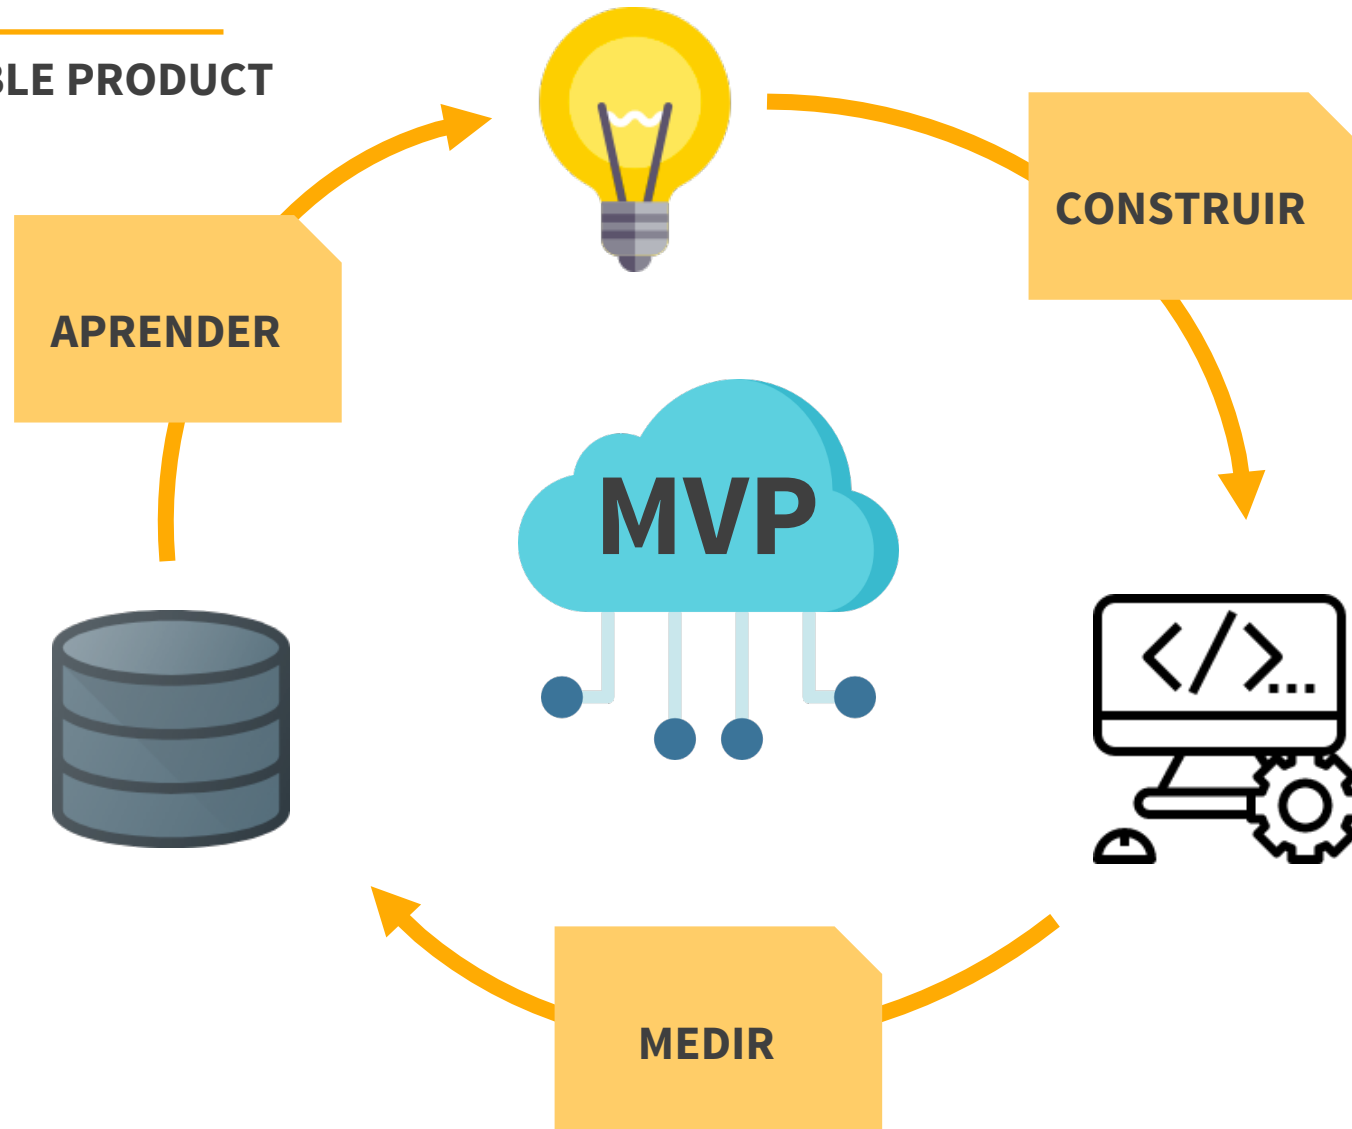 BLE PRODUCT
CONSTRUIR
APRENDER
MVP
</>...
MEDIR